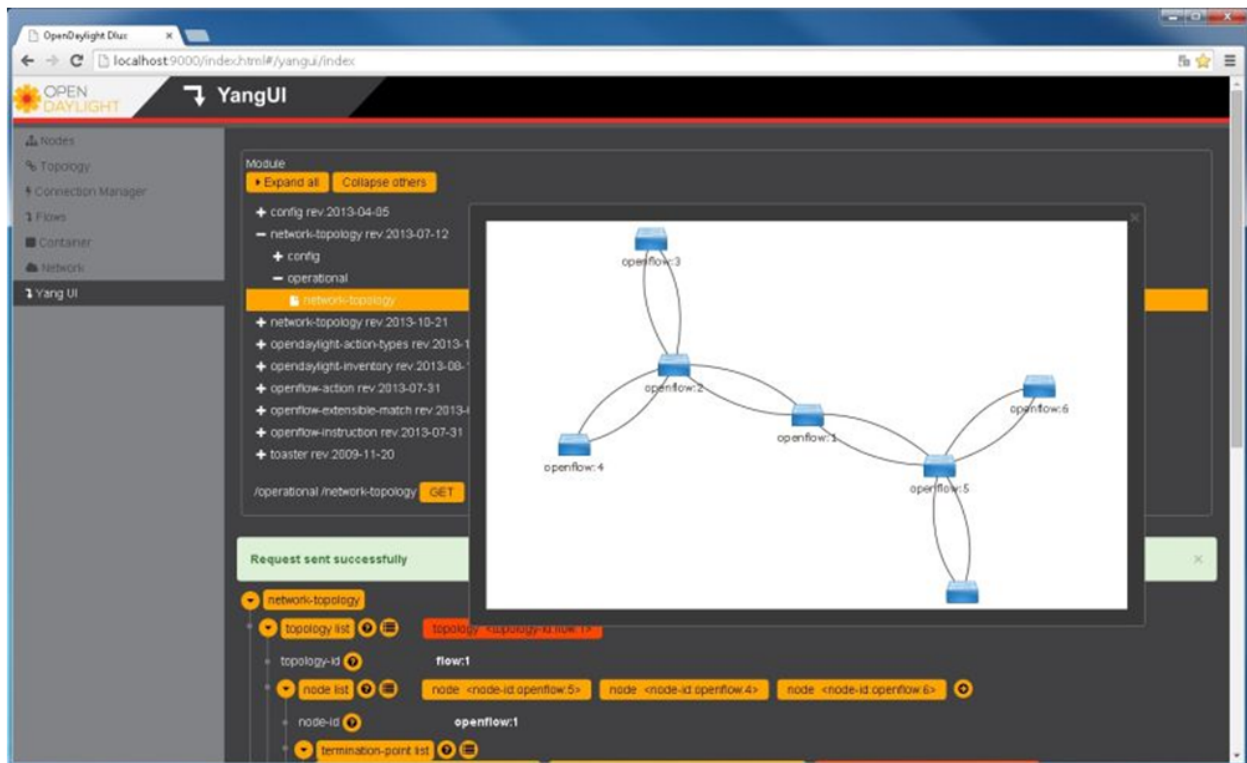 OpenDaylight Dlux
localhost:9000/index.html#/yangui/index
OPEN
DAYLIGHT
YangUI
Nodes
Topology
Connection Manager
Flows
Container
Network
Yang UI
Module
Expand all
Collapse others
config rev.2013-04-05
network-topology rev.2013-07-12
config
operational
network-topology
network-topology rev.2013-10-21
opendaylight-action-types rev.2013-1
opendaylight-inventory rev.2013-08-
openflow-action rev.2013-07-31
openflow-extensible-match rev.2013-
openflow-instruction rev.2013-07-31
toaster rev.2009-11-20
/operational /network-topology GET
openflow:3
openflow:2
openflow:6
openflow:1
openflow:4
openflow:5
Request sent successfully
network-topology
topology list topology <topology-id:flow:1>
topology-id flow:1
node list node <node-id:openflow:5> node <node-id:openflow:4> node <node-id:openflow:6>
node-id openflow:1
termination-point list